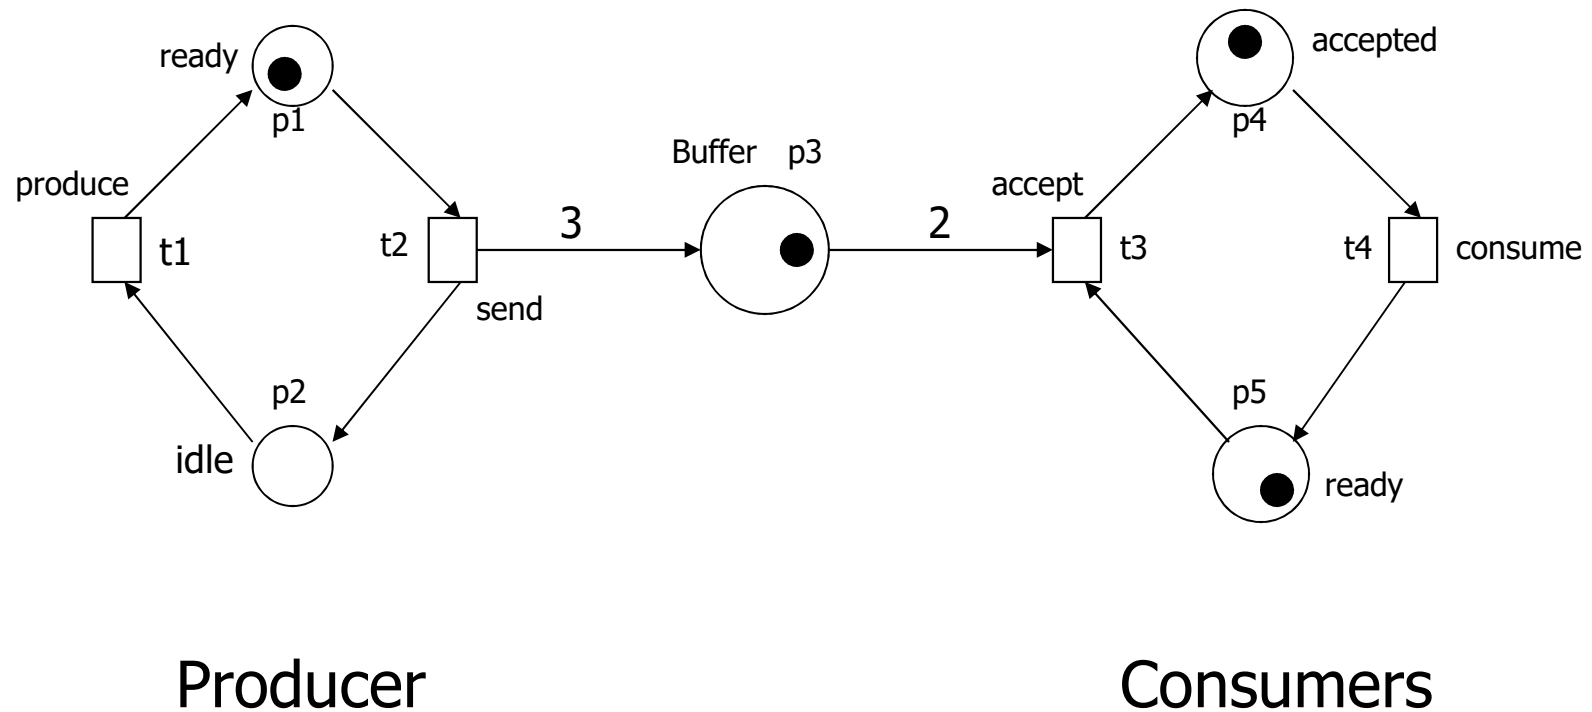 ready
p1
produce
t1
t2
send
p2
idle
3
Buffer p3
2
accept
t3
accepted
p4
t4
consume
p5
ready
Producer
Consumers